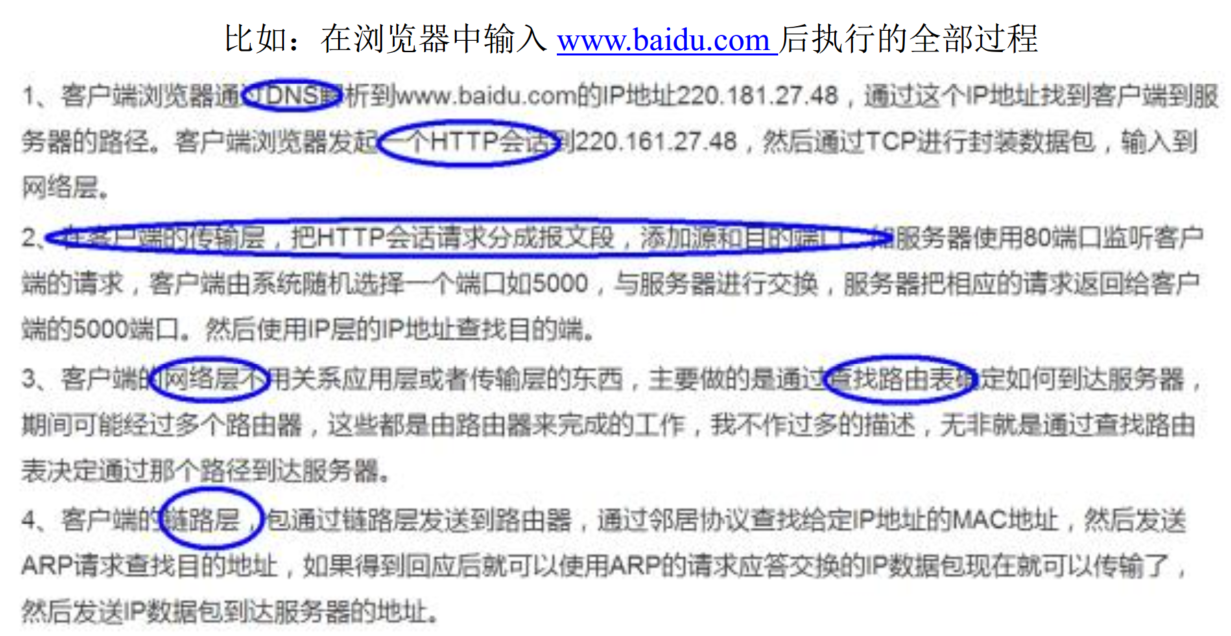 比如：在浏览器中输入 www.baidu.com 后执行的全部过程
1、客户端浏览器通过DNS解析到www.baidu.com的IP地址220.181.27.48，通过这个IP地址找到客户端到服
务器的路径。客户端浏览器发起一个HTTP会话到220.161.27.48，然后通过TCP进行封装数据包，输入到
网络层。
2、在客户端的传输层，把HTTP会话请求分成报文段，添加源和目的端口，如服务器使用80端口监听客户
端的请求，客户端由系统随机选择一个端口如5000，与服务器进行交换，服务器把相应的请求返回给客户
端的5000端口。然后使用IP层的IP地址查找目的端。
3、客户端的网络层不用关系应用层或者传输层的东西，主要做的是通过查找路由表确定如何到达服务器，
期间可能经过多个路由器，这些都是由路由器来完成的工作，我不作过多的描述，无非就是通过查找路由
表决定通过那个路径到达服务器。
4、客户端的链路层，包通过链路层发送到路由器，通过邻居协议查找给定IP地址的MAC地址，然后发送
ARP请求查找目的地址，如果得到回应后就可以使用ARP的请求应答交换的IP数据包现在就可以传输了，
然后发送IP数据包到达服务器的地址。